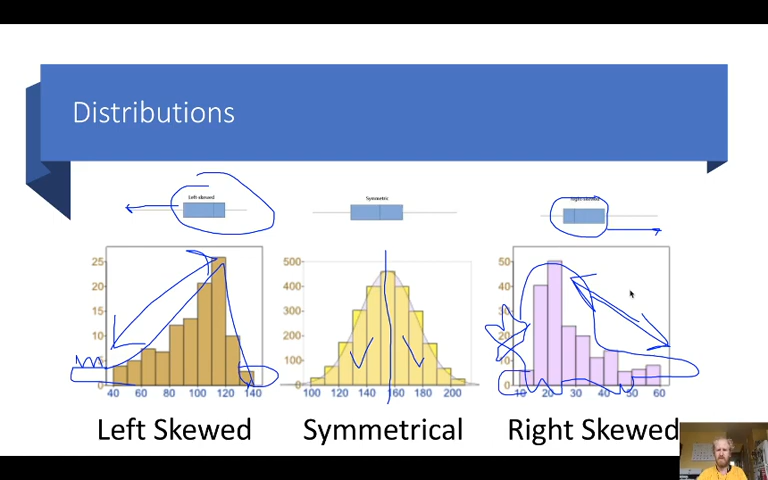 Distributions
Left skewed
Symmetric
Right skewed
25
20
15
10
5
0
40 60 80 100 120 140
500
400
300
200
100
0
100 120 140 160 180 200
50
40
30
20
10
0
10 20 30 40 50 60
Left Skewed
Symmetrical
Right Skewed